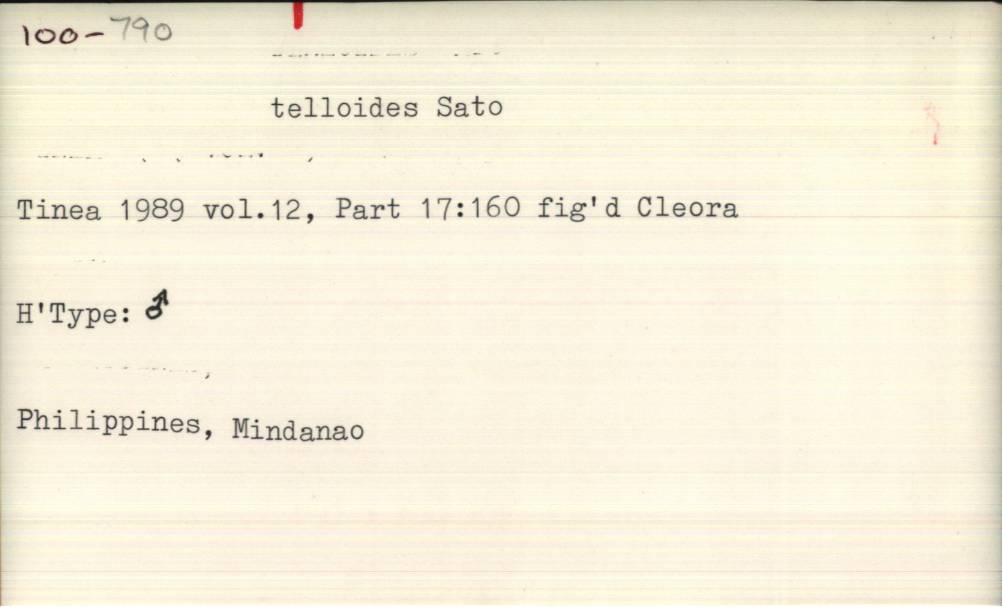 100-790
telloides Sato
Tinea 1989 vol.12, Part 17:160 fig'd Cleora
H'Type: ♂
Philippines, Mindanao